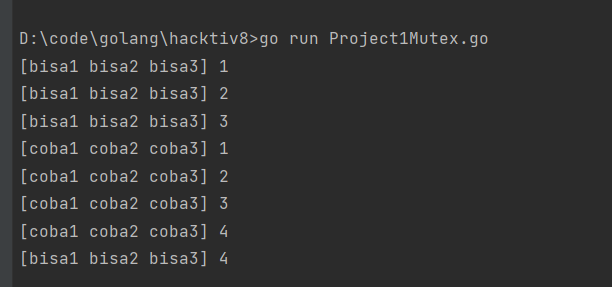 D:\code\golang\hacktiv8>go run Project1Mutex.go
[bisa1 bisa2 bisa3] 1
[bisa1 bisa2 bisa3] 2
[bisa1 bisa2 bisa3] 3
[coba1 coba2 coba3] 1
[coba1 coba2 coba3] 2
[coba1 coba2 coba3] 3
[coba1 coba2 coba3] 4
[bisa1 bisa2 bisa3] 4